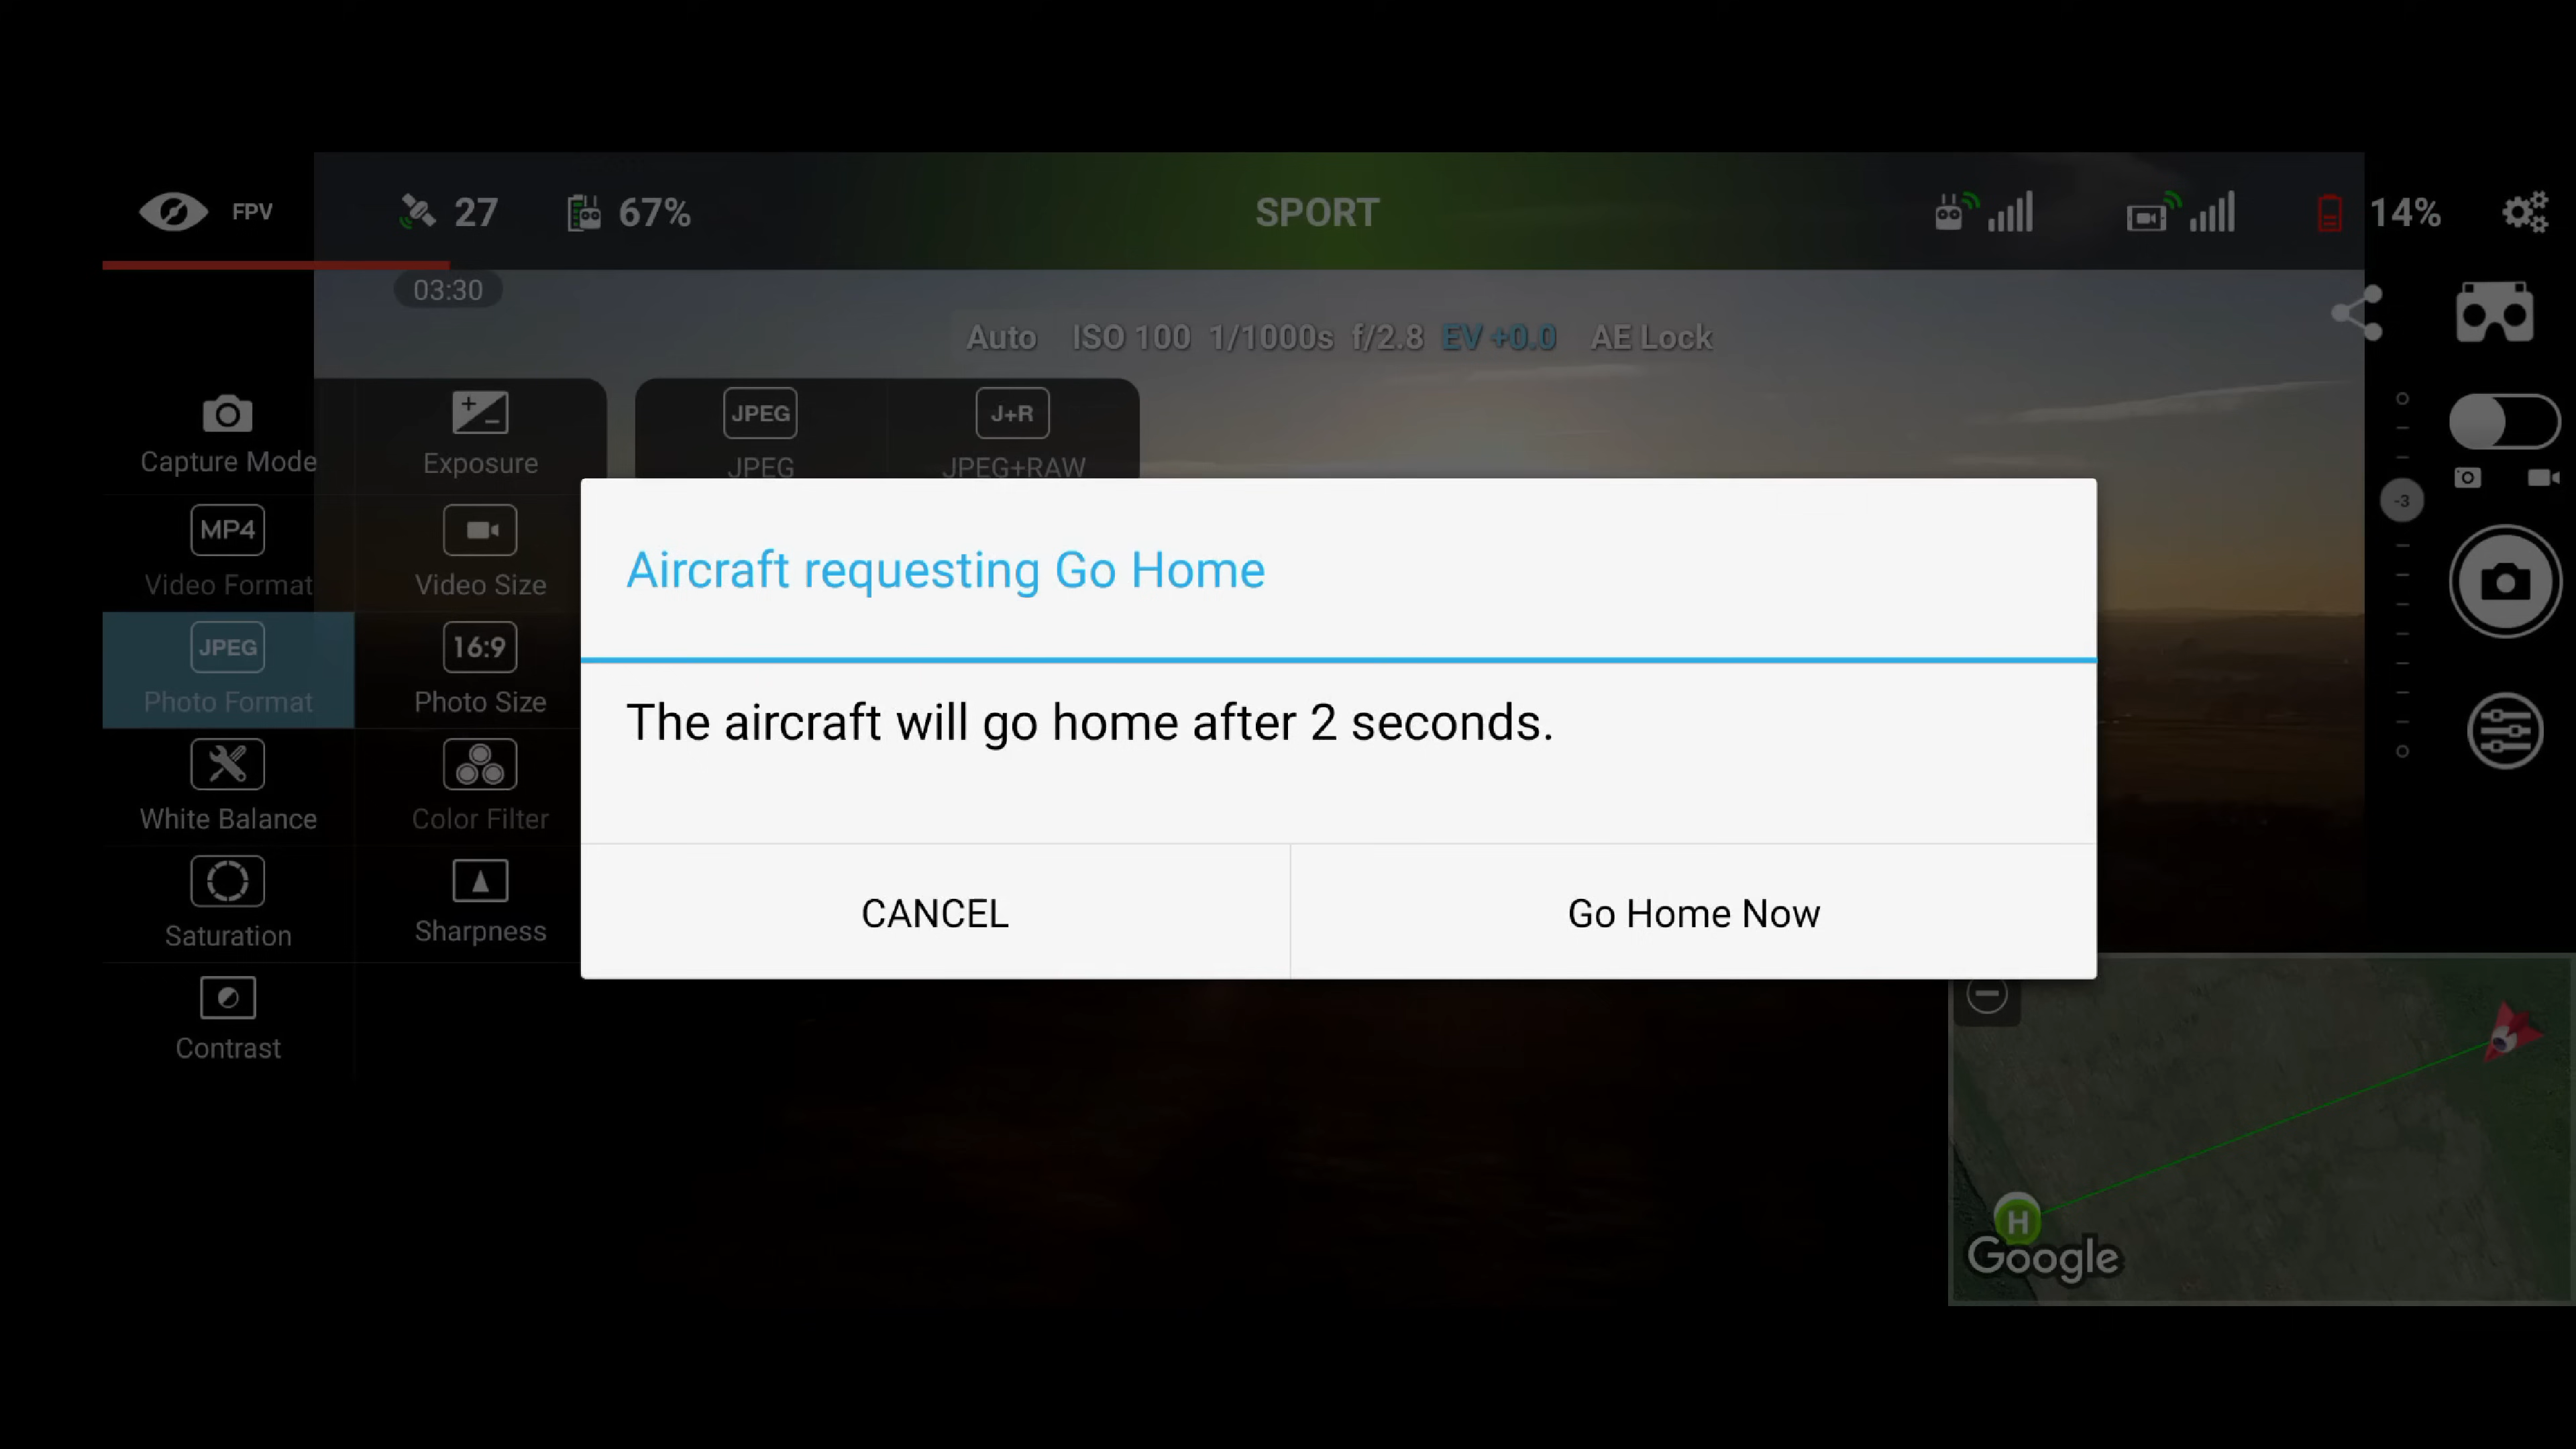 FPV
27
67%
SPORT
14%
03:30
Auto ISO 100 1/1000s f/2.8 EV +0.0 AE Lock
Capture Mode
+ -
Exposure
JPEG
JPEG
J+R
JPEG+RAW
MP4
Video Format
Video Size
JPEG
Photo Format
16:9
Photo Size
White Balance
Color Filter
Saturation
Sharpness
Contrast
Aircraft requesting Go Home
The aircraft will go home after 2 seconds.
CANCEL
Go Home Now
-3
H
Google